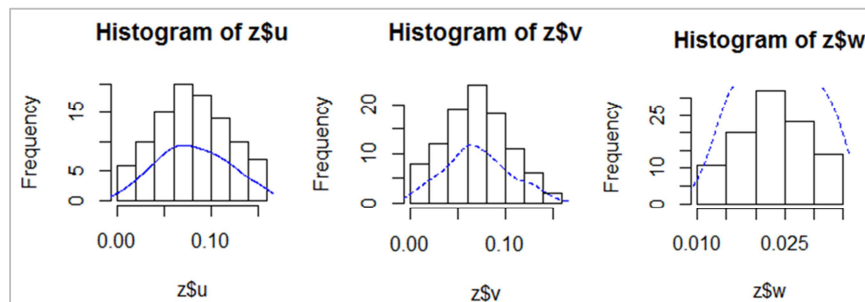 Histogram of z$u
Frequency
15
5
0
0.00 0.10
z$u
Histogram of z$v
Frequency
20
10
0
0.00 0.10
z$v
Histogram of z$w
Frequency
25
10
0
0.010 0.025
z$w